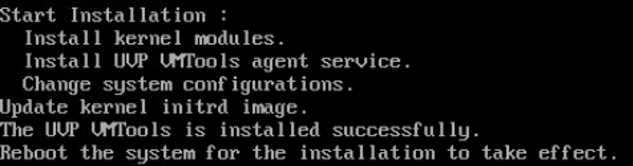 Start Installation :
Install kernel modules.
Install UVP VMTools agent service.
Change system configurations.
Update kernel initrd image.
The UVP VMTools is installed successfully.
Reboot the system for the installation to take effect.